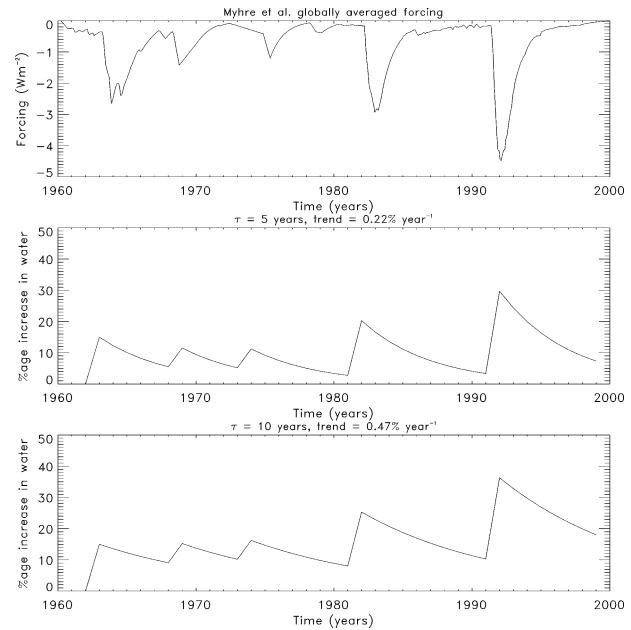 Myhre et al. globally averaged forcing
Forcing (Wm⁻²)
0
−1
−2
−3
−4
−5
1960 1970 1980 1990 2000
Time (years)
τ = 5 years, trend = 0.22% year⁻¹
%age increase in water
50
40
30
20
10
0
1960 1970 1980 1990 2000
Time (years)
τ = 10 years, trend = 0.47% year⁻¹
%age increase in water
50
40
30
20
10
0
1960 1970 1980 1990 2000
Time (years)